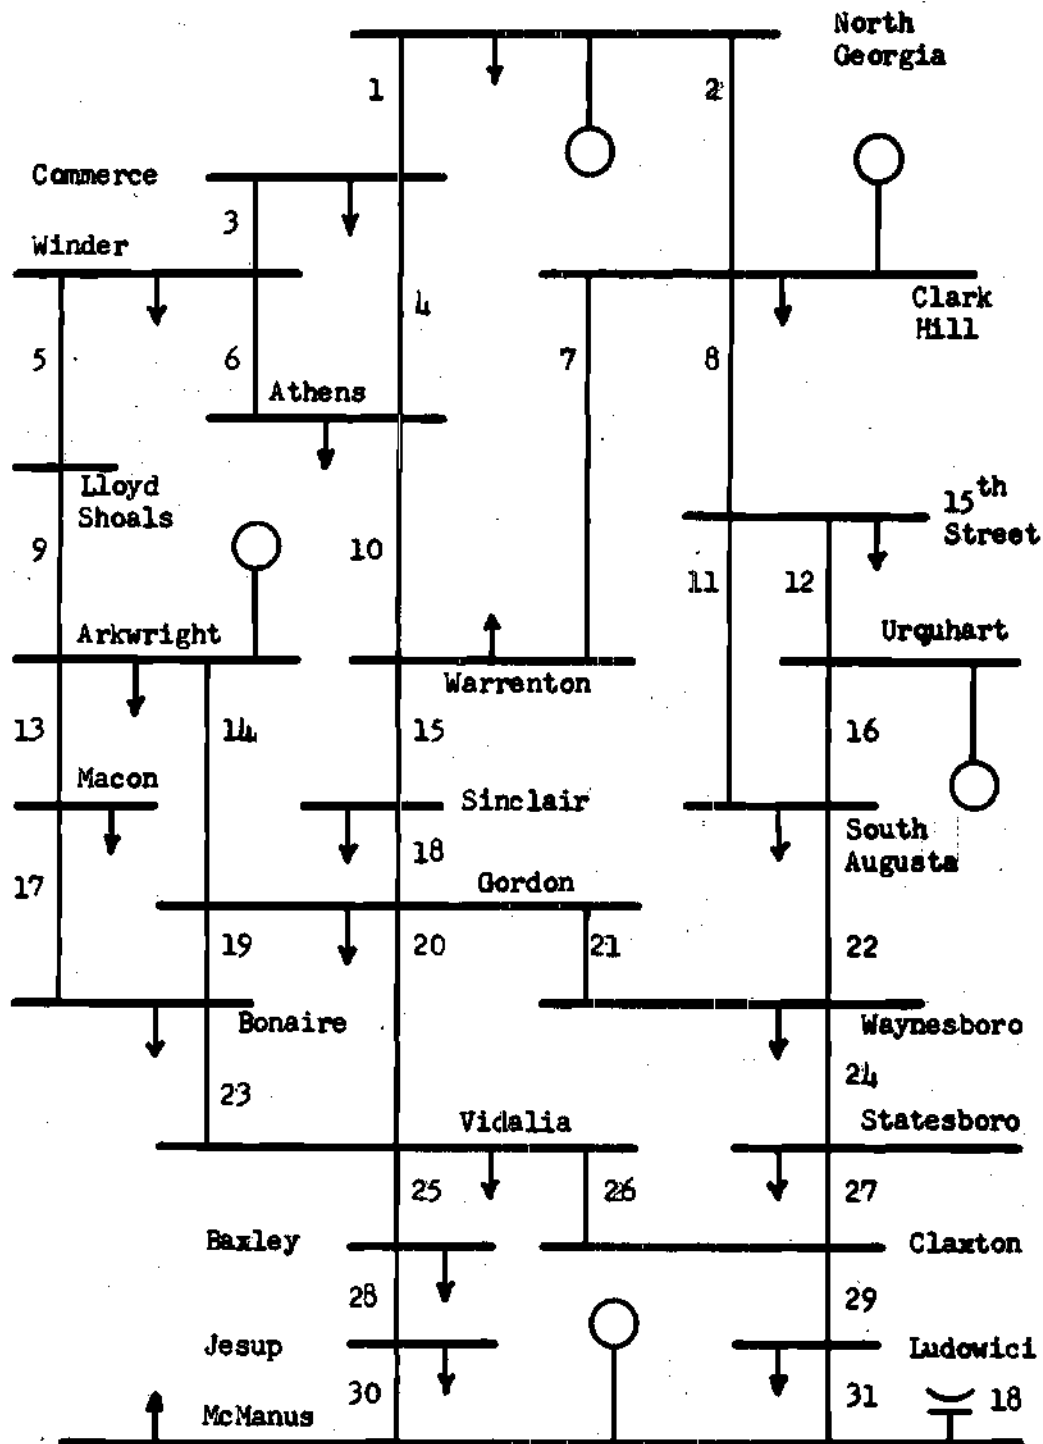 North
Georgia
1
2
Commerce
3
Winder
4
Clark
Hill
5
6
7
8
Athens
Lloyd
Shoals
15th
Street
9
10
11
12
Arkwright
Urquhart
Warrenton
13
14
15
16
Macon
Sinclair
South
Augusta
17
18
Gordon
19
20
21
22
Bonaire
Waynesboro
23
24
Vidalia
Statesboro
25
26
27
Baxley
Claxton
28
29
Jesup
Ludowici
30
31
18
McManus